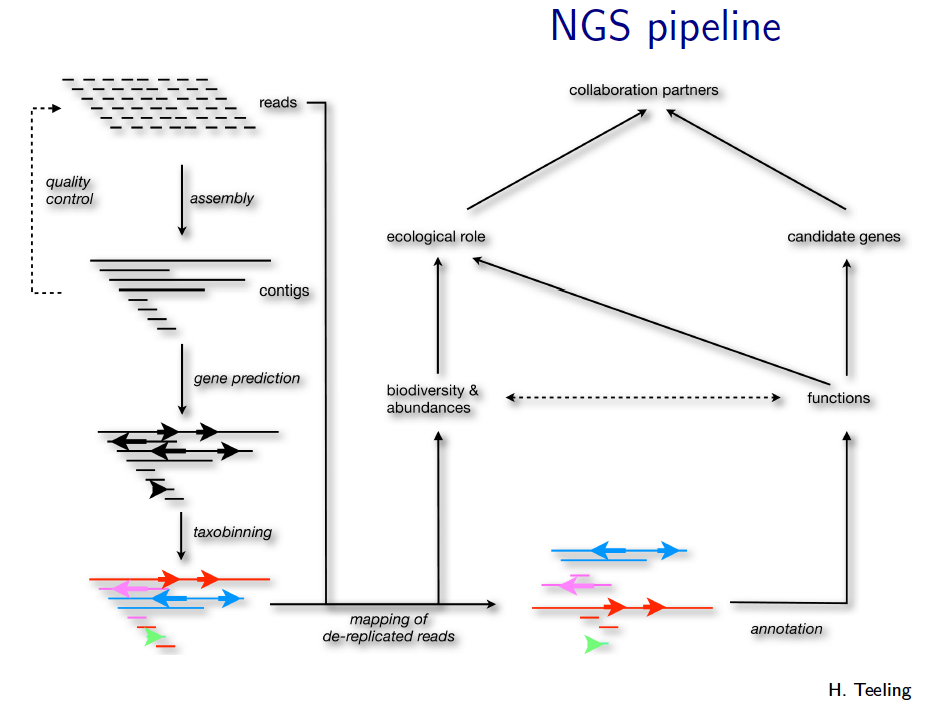 NGS pipeline
reads
quality
control
assembly
contigs
gene prediction
taxobinning
mapping of
de-replicated reads
collaboration partners
ecological role
candidate genes
biodiversity &
abundances
functions
annotation
H. Teeling